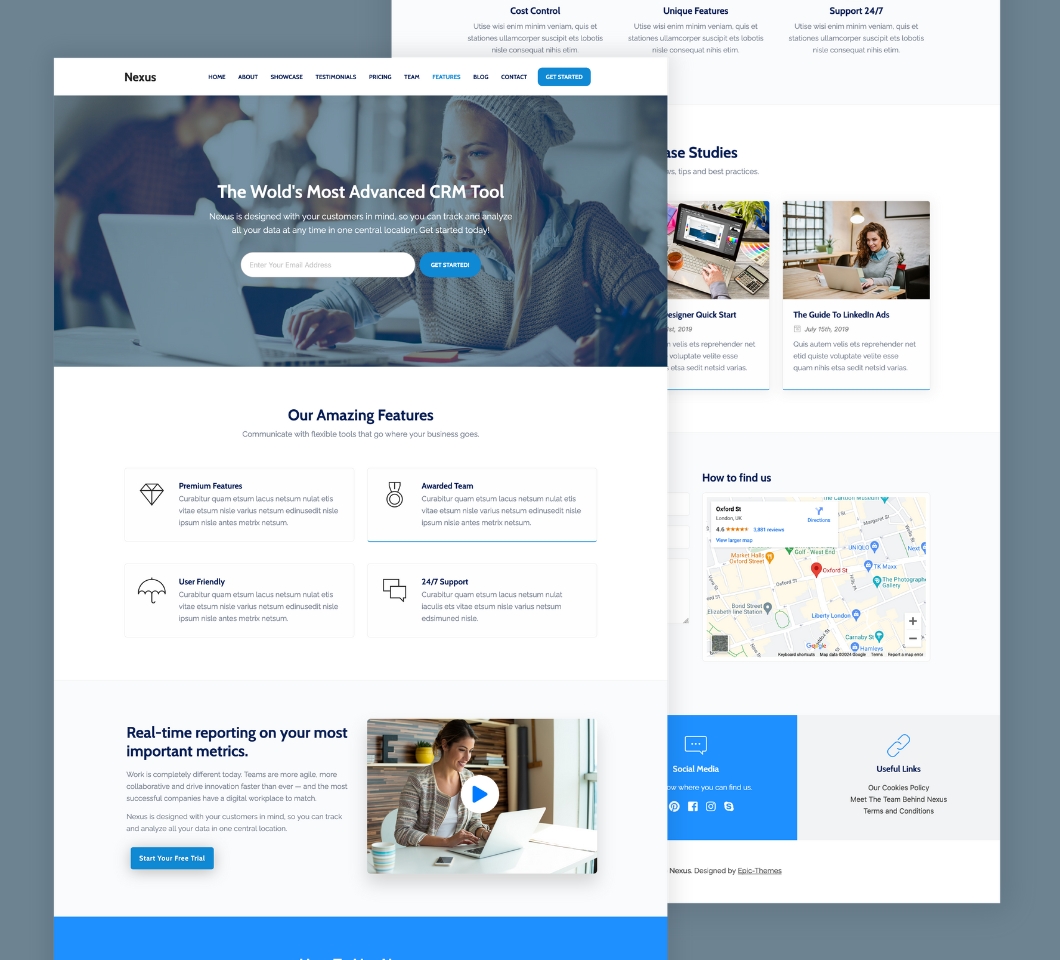 Cost Control
Unique Features
Support 24/7
Utise wisi enim minim veniam, quis et
stationes ullamcorper suscipit ets lobotis
nisle consequat nihis etim.
Utise wisi enim minim veniam, quis et
stationes ullamcorper suscipit ets lobotis
nisle consequat nihis etim.
Utise wisi enim minim veniam, quis et
stationes ullamcorper suscipit ets lobotis
nisle consequat nihis etim.
Nexus
HOME ABOUT SHOWCASE TESTIMONIALS PRICING TEAM FEATURES BLOG CONTACT GET STARTED
The Wold's Most Advanced CRM Tool
Nexus is designed with your customers in mind, so you can track and analyze
all your data at any time in one central location. Get started today!
Enter Your Email Address
GET STARTED!
Our Amazing Features
Communicate with flexible tools that go where your business goes.
Premium Features
Curabitur quam etsum lacus netsum nulat etis
vitae etsum nisle varius netsum edinusedit nisle
ipsum nisle antes metrix netsum.
Awarded Team
Curabitur quam etsum lacus netsum nulat etis
vitae etsum nisle varius netsum edinusedit nisle
ipsum nisle antes metrix netsum.
User Friendly
Curabitur quam etsum lacus netsum nulat etis
vitae etsum nisle varius netsum edinusedit nisle
ipsum nisle antes metrix netsum.
24/7 Support
Curabitur quam etsum lacus netsum nulat
iaculis ets vitae etsum nisle varius netsum
edsimuned nisle.
Real-time reporting on your most
important metrics.
Work is completely different today. Teams are more agile, more
collaborative and drive innovation faster than ever — and the most
successful companies have a digital workplace to match.
Nexus is designed with your customers in mind, so you can track
and analyze all your data in one central location.
Start Your Free Trial
ase Studies
tips and best practices.
esigner Quick Start
2019
velis ets reprehender net
voluptate velite esse
etsa sedit netsid varias.
The Guide To LinkedIn Ads
July 15th, 2019
Quis autem velis ets reprehender net
etid quiste voluptate velite esse
quam nihis etsa sedit netsid varias.
How to find us
Oxford St
London, UK
4.6 3,881 reviews
View larger map
Directions
Margaret St
Market Halls
Oxford Street
Golf - West End
UNIQLO
Next
TK Maxx
Oxford St
Oxford St
The Photographe
Gallery
Bond Street
Elizabeth line Station
Liberty London
Carnaby St
Hamleys
Google
Keyboard shortcuts Map data ©2024 Google Terms Report a map error
Social Media
ow where you can find us.
Useful Links
Our Cookies Policy
Meet The Team Behind Nexus
Terms and Conditions
Nexus. Designed by Epic-Themes